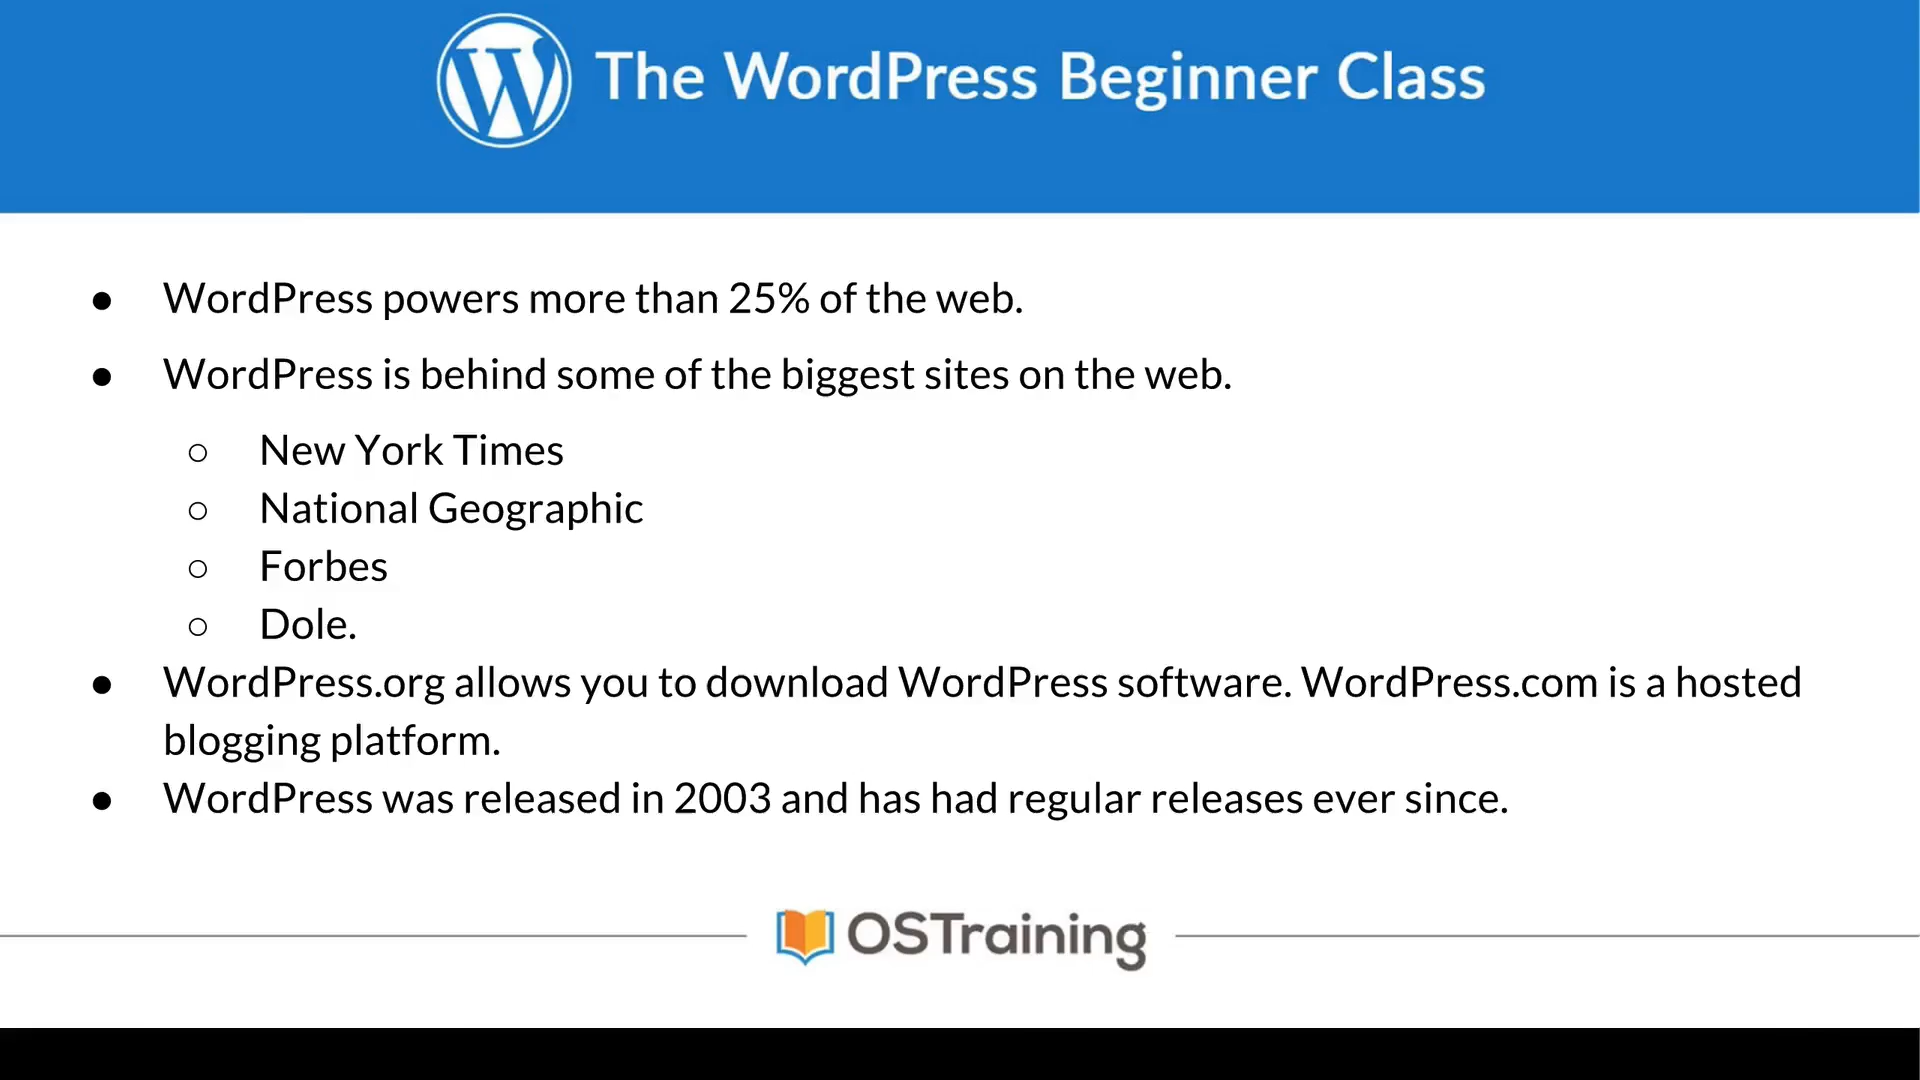 The WordPress Beginner Class
● WordPress powers more than 25% of the web.
● WordPress is behind some of the biggest sites on the web.
○ New York Times
○ National Geographic
○ Forbes
○ Dole.
● WordPress.org allows you to download WordPress software. WordPress.com is a hosted
blogging platform.
● WordPress was released in 2003 and has had regular releases ever since.
OSTraining